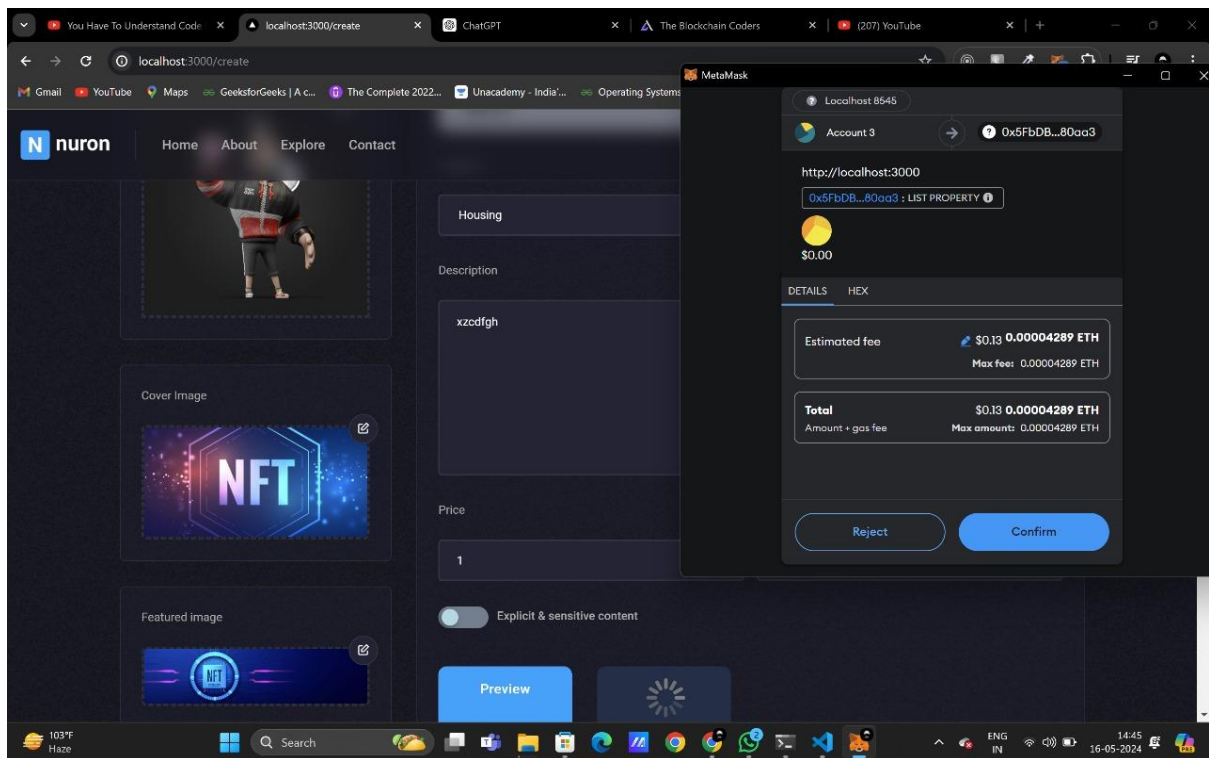 You Have To Understand Code
localhost:3000/create
ChatGPT
The Blockchain Coders
(207) YouTube
localhost:3000/create
Gmail
YouTube
Maps
GeeksforGeeks | A c...
The Complete 2022...
Unacademy - India'...
Operating Systems
N nuron
Home
About
Explore
Contact
Housing
Description
xzcdfgh
Cover Image
NFT
Price
1
Featured image
NFT
Explicit & sensitive content
Preview
MetaMask
Localhost 8545
Account 3
0x5FbDB...80aa3
http://localhost:3000
0x5FbDB...80aa3 : LIST PROPERTY
$0.00
DETAILS
HEX
Estimated fee
$0.13 0.00004289 ETH
Max fee: 0.00004289 ETH
Total
$0.13 0.00004289 ETH
Amount + gas fee
Max amount: 0.00004289 ETH
Reject
Confirm
103°F
Haze
Search
2
ENG
IN
14:45
16-05-2024